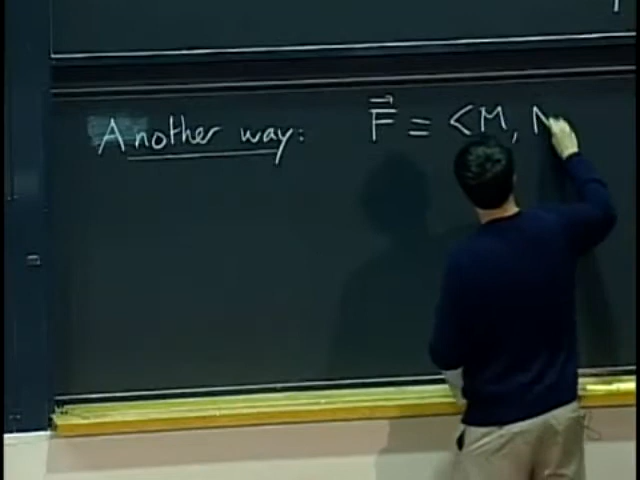 Another way: F⃗ = <M, N